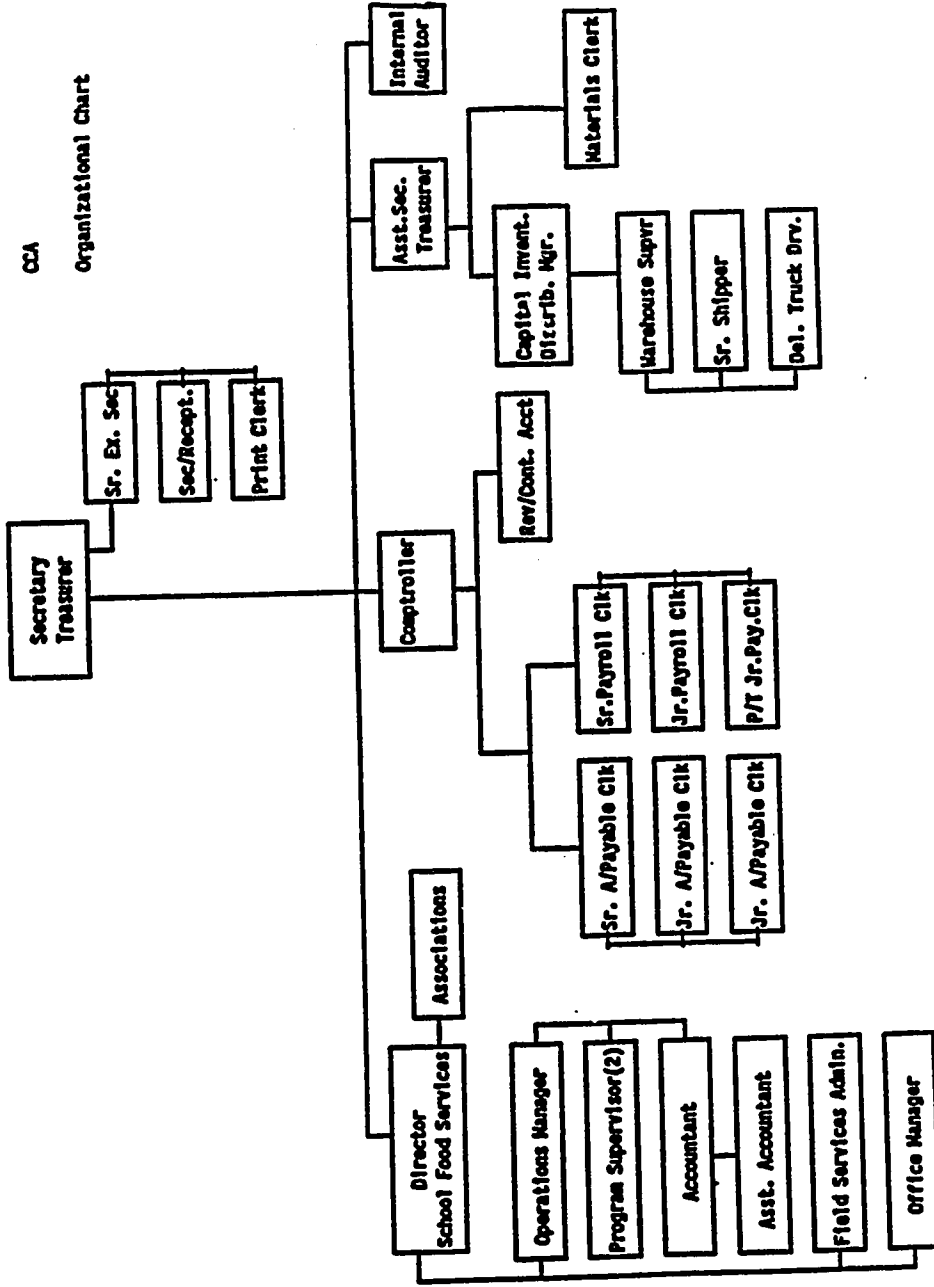 CCA
Organizational Chart
Secretary
Treasurer
Sr. Ex. Sec
Sec/Recept.
Print Clerk
Director
School Food Services
Associations
Comptroller
Asst.Sec.
Treasurer
Internal
Auditor
Operations Manager
Program Supervisor(2)
Accountant
Asst. Accountant
Field Services Admin.
Office Manager
Rev/Cont. Acct
Sr. A/Payable Clk
Jr. A/Payable Clk
Jr. A/Payable Clk
Sr.Payroll Clk
Jr.Payroll Clk
P/T Jr.Pay.Clk
Capital Invent.
Distrib. Mgr.
Materials Clerk
Warehouse Supvr
Sr. Shipper
Del. Truck Drv.